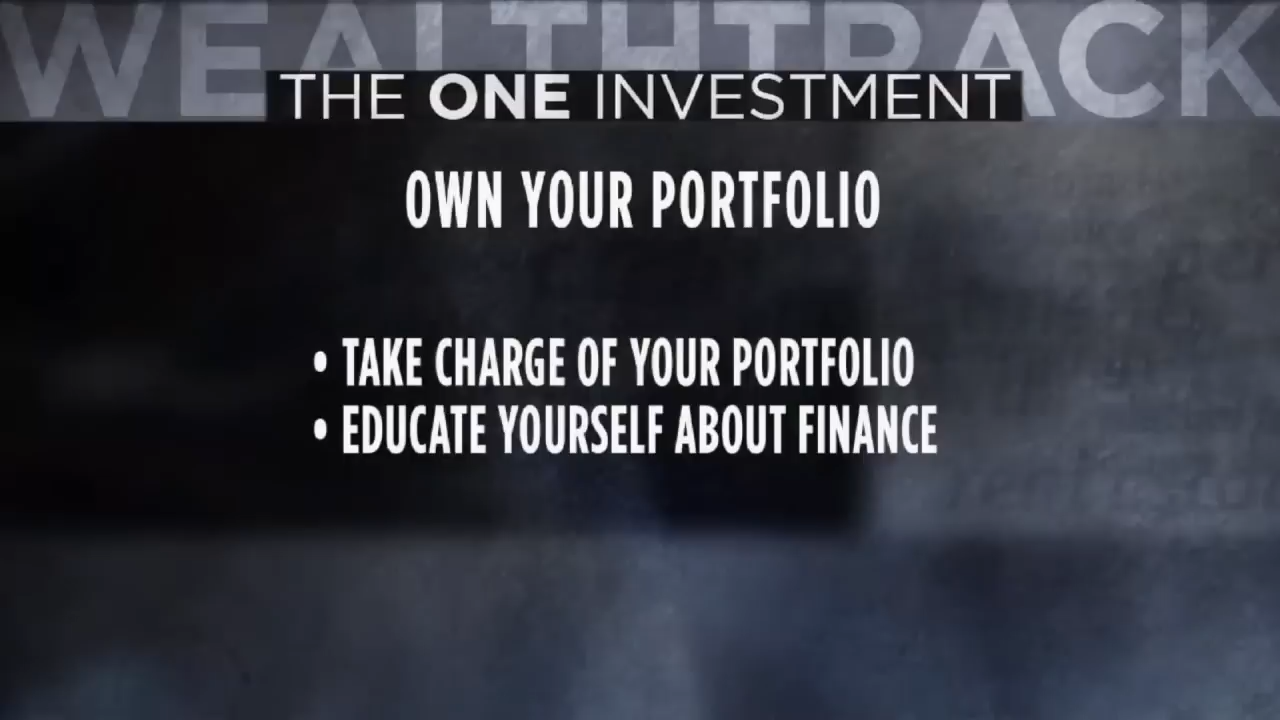 WEALTHTRACK
THE ONE INVESTMENT
OWN YOUR PORTFOLIO
• TAKE CHARGE OF YOUR PORTFOLIO
• EDUCATE YOURSELF ABOUT FINANCE